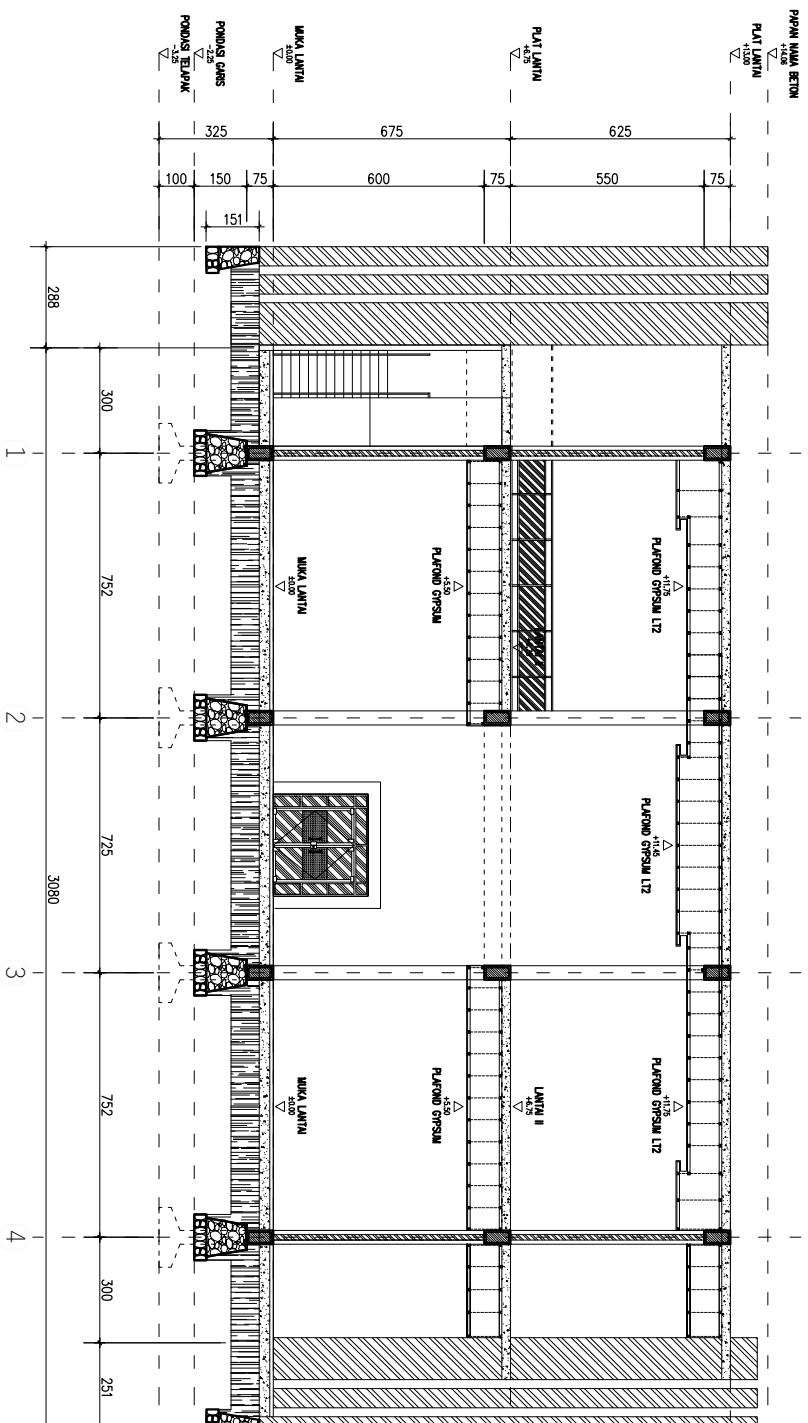 PAPAN NAMA BETON
+14.06
PLAT LANTAI
+13.00
PLAT LANTAI
+6.75
MUKA LANTAI
±0.00
PONDASI GARIS
-2.25
PONDASI TELAPAK
-3.25
625
675
325
75
550
75
600
75
150
100
151
PLAFOND GYPSUM LT2
+11.75
PLAFOND GYPSUM LT2
+11.45
PLAFOND GYPSUM LT2
+11.75
PLAFOND GYPSUM
+5.50
LANTAI II
+6.75
PLAFOND GYPSUM
+5.50
MUKA LANTAI
±0.00
MUKA LANTAI
±0.00
288
300
752
725
752
300
251
3080
1
2
3
4